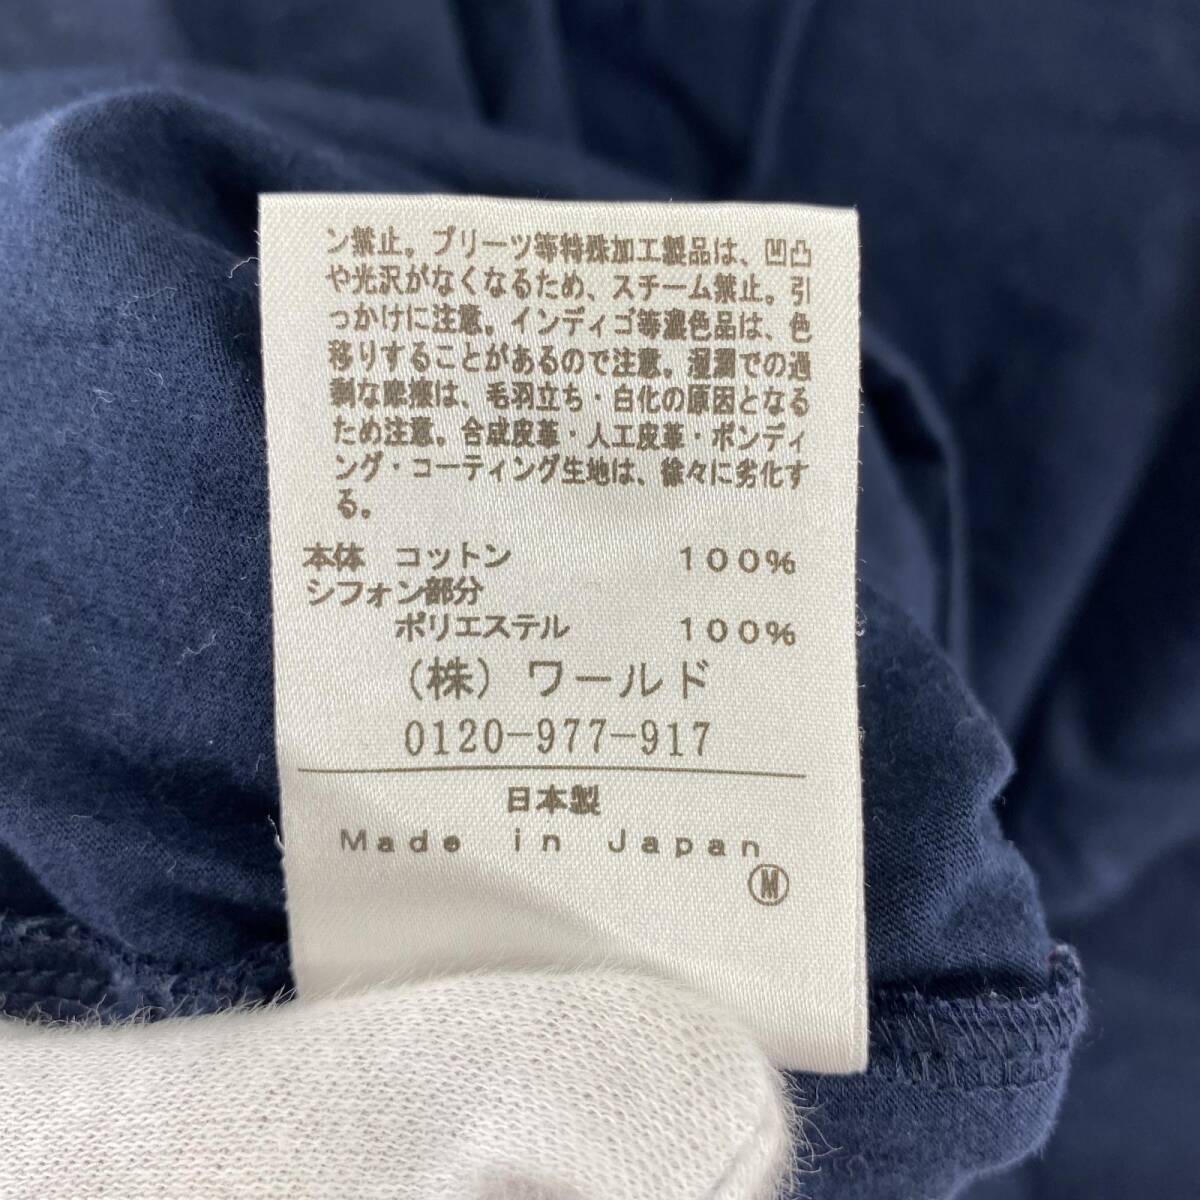 ン禁止。プリーツ等特殊加工製品は、凹凸
や光沢がなくなるため、スチーム禁止。引
っかけに注意。インディゴ等濃色品は、色
移りすることがあるので注意。湿潤での過
剰な摩擦は、毛羽立ち・白化の原因となる
ため注意。合成皮革・人工皮革・ボンディ
ング・コーティング生地は、徐々に劣化す
る。
本体 コットン 100%
シフォン部分
ポリエステル 100%
(株) ワールド
0120-977-917
日本製
Made in Japan
Ⓜ